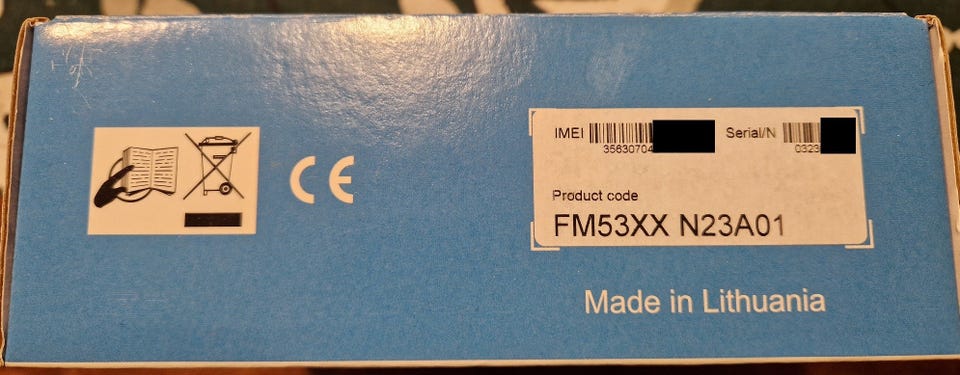 CE
IMEI 35630704
Serial/N 0323
Product code
FM53XX N23A01
Made in Lithuania